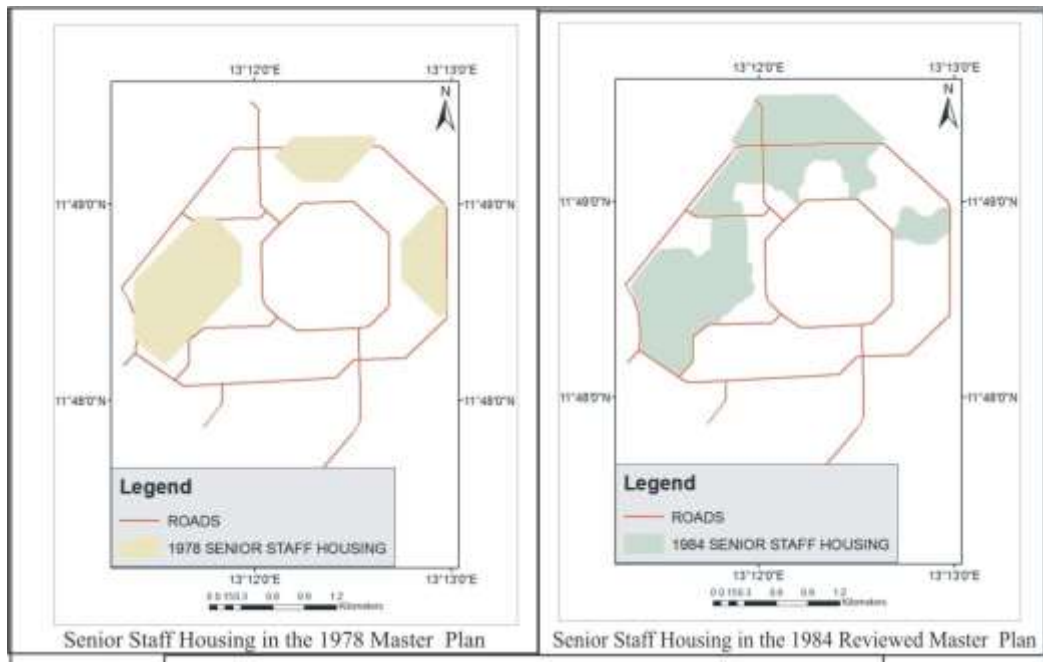 13°12'0"E
13°13'0"E
N
11°49'0"N
11°49'0"N
11°48'0"N
11°48'0"N
Legend
ROADS
1978 SENIOR STAFF HOUSING
13°12'0"E
13°13'0"E
Kilometers
Senior Staff Housing in the 1978 Master Plan
13°12'0"E
13°13'0"E
N
11°49'0"N
11°49'0"N
11°48'0"N
11°48'0"N
Legend
ROADS
1984 SENIOR STAFF HOUSING
13°12'0"E
13°13'0"E
Kilometers
Senior Staff Housing in the 1984 Reviewed Master Plan